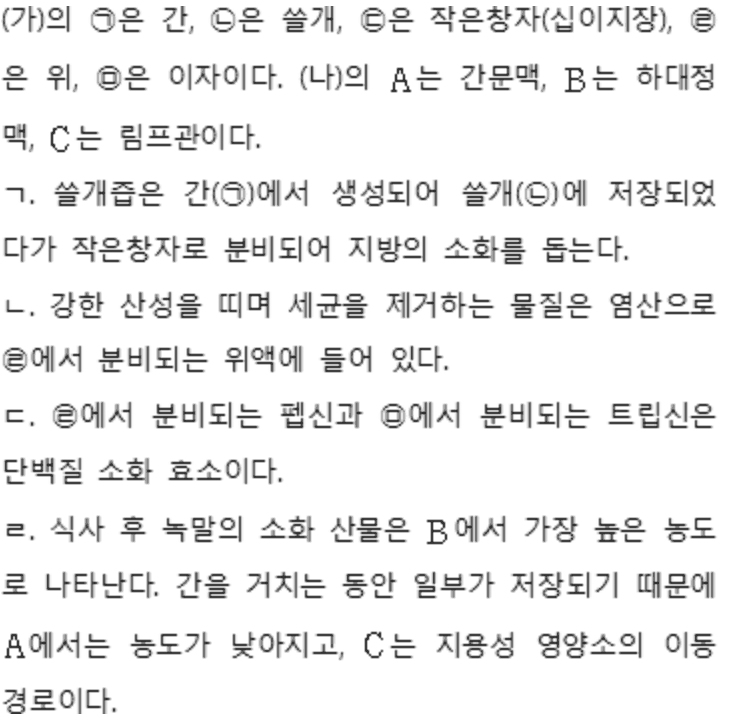 (가)의 ㉠은 간, ㉡은 쓸개, ㉢은 작은창자(십이지장), ㉣
은 위, ㉤은 이자이다. (나)의 A는 간문맥, B는 하대정
맥, C는 림프관이다.
ㄱ. 쓸개즙은 간(㉠)에서 생성되어 쓸개(㉡)에 저장되었
다가 작은창자로 분비되어 지방의 소화를 돕는다.
ㄴ. 강한 산성을 띠며 세균을 제거하는 물질은 염산으로
㉣에서 분비되는 위액에 들어 있다.
ㄷ. ㉣에서 분비되는 펩신과 ㉤에서 분비되는 트립신은
단백질 소화 효소이다.
ㄹ. 식사 후 녹말의 소화 산물은 B에서 가장 높은 농도
로 나타난다. 간을 거치는 동안 일부가 저장되기 때문에
A에서는 농도가 낮아지고, C는 지용성 영양소의 이동
경로이다.